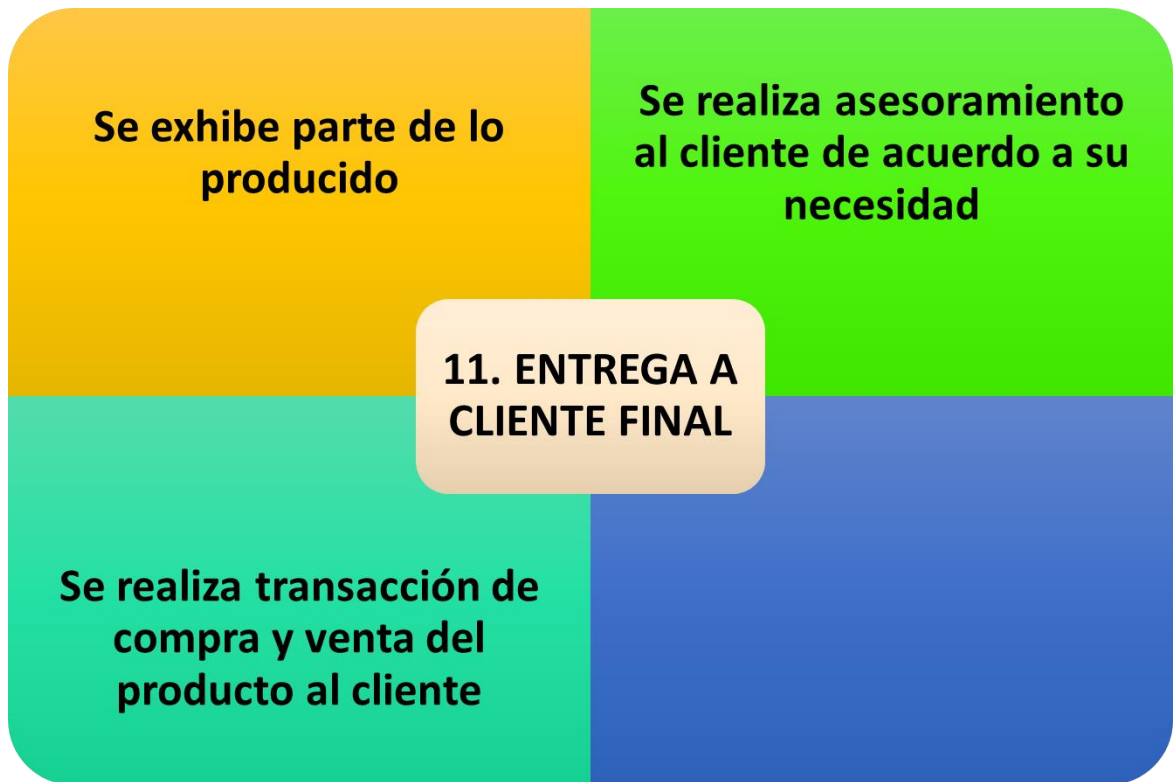 Se exhibe parte de lo
producido
Se realiza asesoramiento
al cliente de acuerdo a su
necesidad
11. ENTREGA A
CLIENTE FINAL
Se realiza transacción de
compra y venta del
producto al cliente